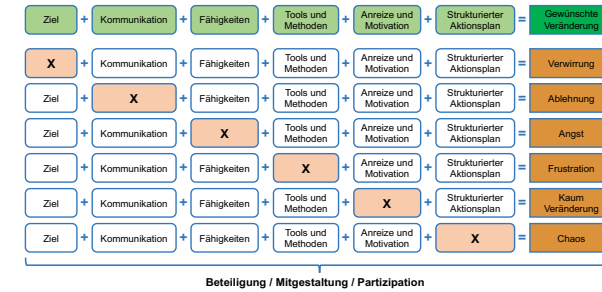 Ziel + Kommunikation + Fähigkeiten + Tools und Methoden + Anreize und Motivation + Strukturierter Aktionsplan = Gewünschte Veränderung
X + Kommunikation + Fähigkeiten + Tools und Methoden + Anreize und Motivation + Strukturierter Aktionsplan = Verwirrung
Ziel + X + Fähigkeiten + Tools und Methoden + Anreize und Motivation + Strukturierter Aktionsplan = Ablehnung
Ziel + Kommunikation + X + Tools und Methoden + Anreize und Motivation + Strukturierter Aktionsplan = Angst
Ziel + Kommunikation + Fähigkeiten + X + Anreize und Motivation + Strukturierter Aktionsplan = Frustration
Ziel + Kommunikation + Fähigkeiten + Tools und Methoden + X + Strukturierter Aktionsplan = Kaum Veränderung
Ziel + Kommunikation + Fähigkeiten + Tools und Methoden + Anreize und Motivation + X = Chaos
Beteiligung / Mitgestaltung / Partizipation